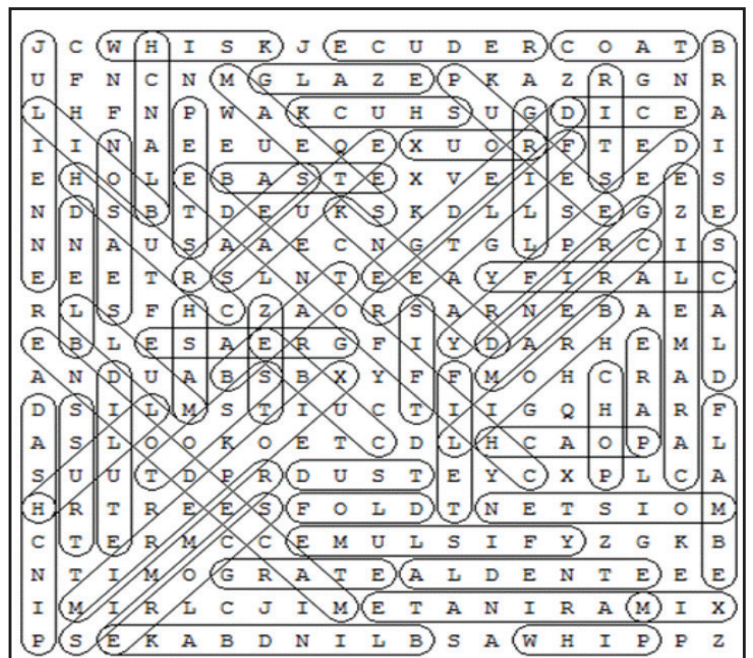 J C W H I S K J E C U D E R C O A T B
U F N C N M G L A Z E P K A Z R G N R
L H F N P W A K C U H S U G D I C E A
I I N A E E U E Q E X U O R F T E D I
E H O L E B A S T E X V E I E S E E S
N D S B T D E U K S K D L L S E G Z E
N N A U S A A E C N G T G L P R C I S
E E E T R S L N T E E A Y F I R A L C
R L S F H C Z A O R S A R N E B A E A
E B L E S A E R G F I Y D A R H E M L
A N D U A B S B X Y F F M O H C R A D
D S I L M S T I U C T I I G Q H A R F
A S L O O K O E T C D L H C A O P A L
S U U T D P R D U S T E Y C X P L C A
H R T R E E S F O L D T N E T S I O M
C T E R M C C E M U L S I F Y Z G K B
N T I M O G R A T E A L D E N T E E E
I M I R L C J I M E T A N I R A M I X
P S E K A B D N I L B S A W H I P P Z